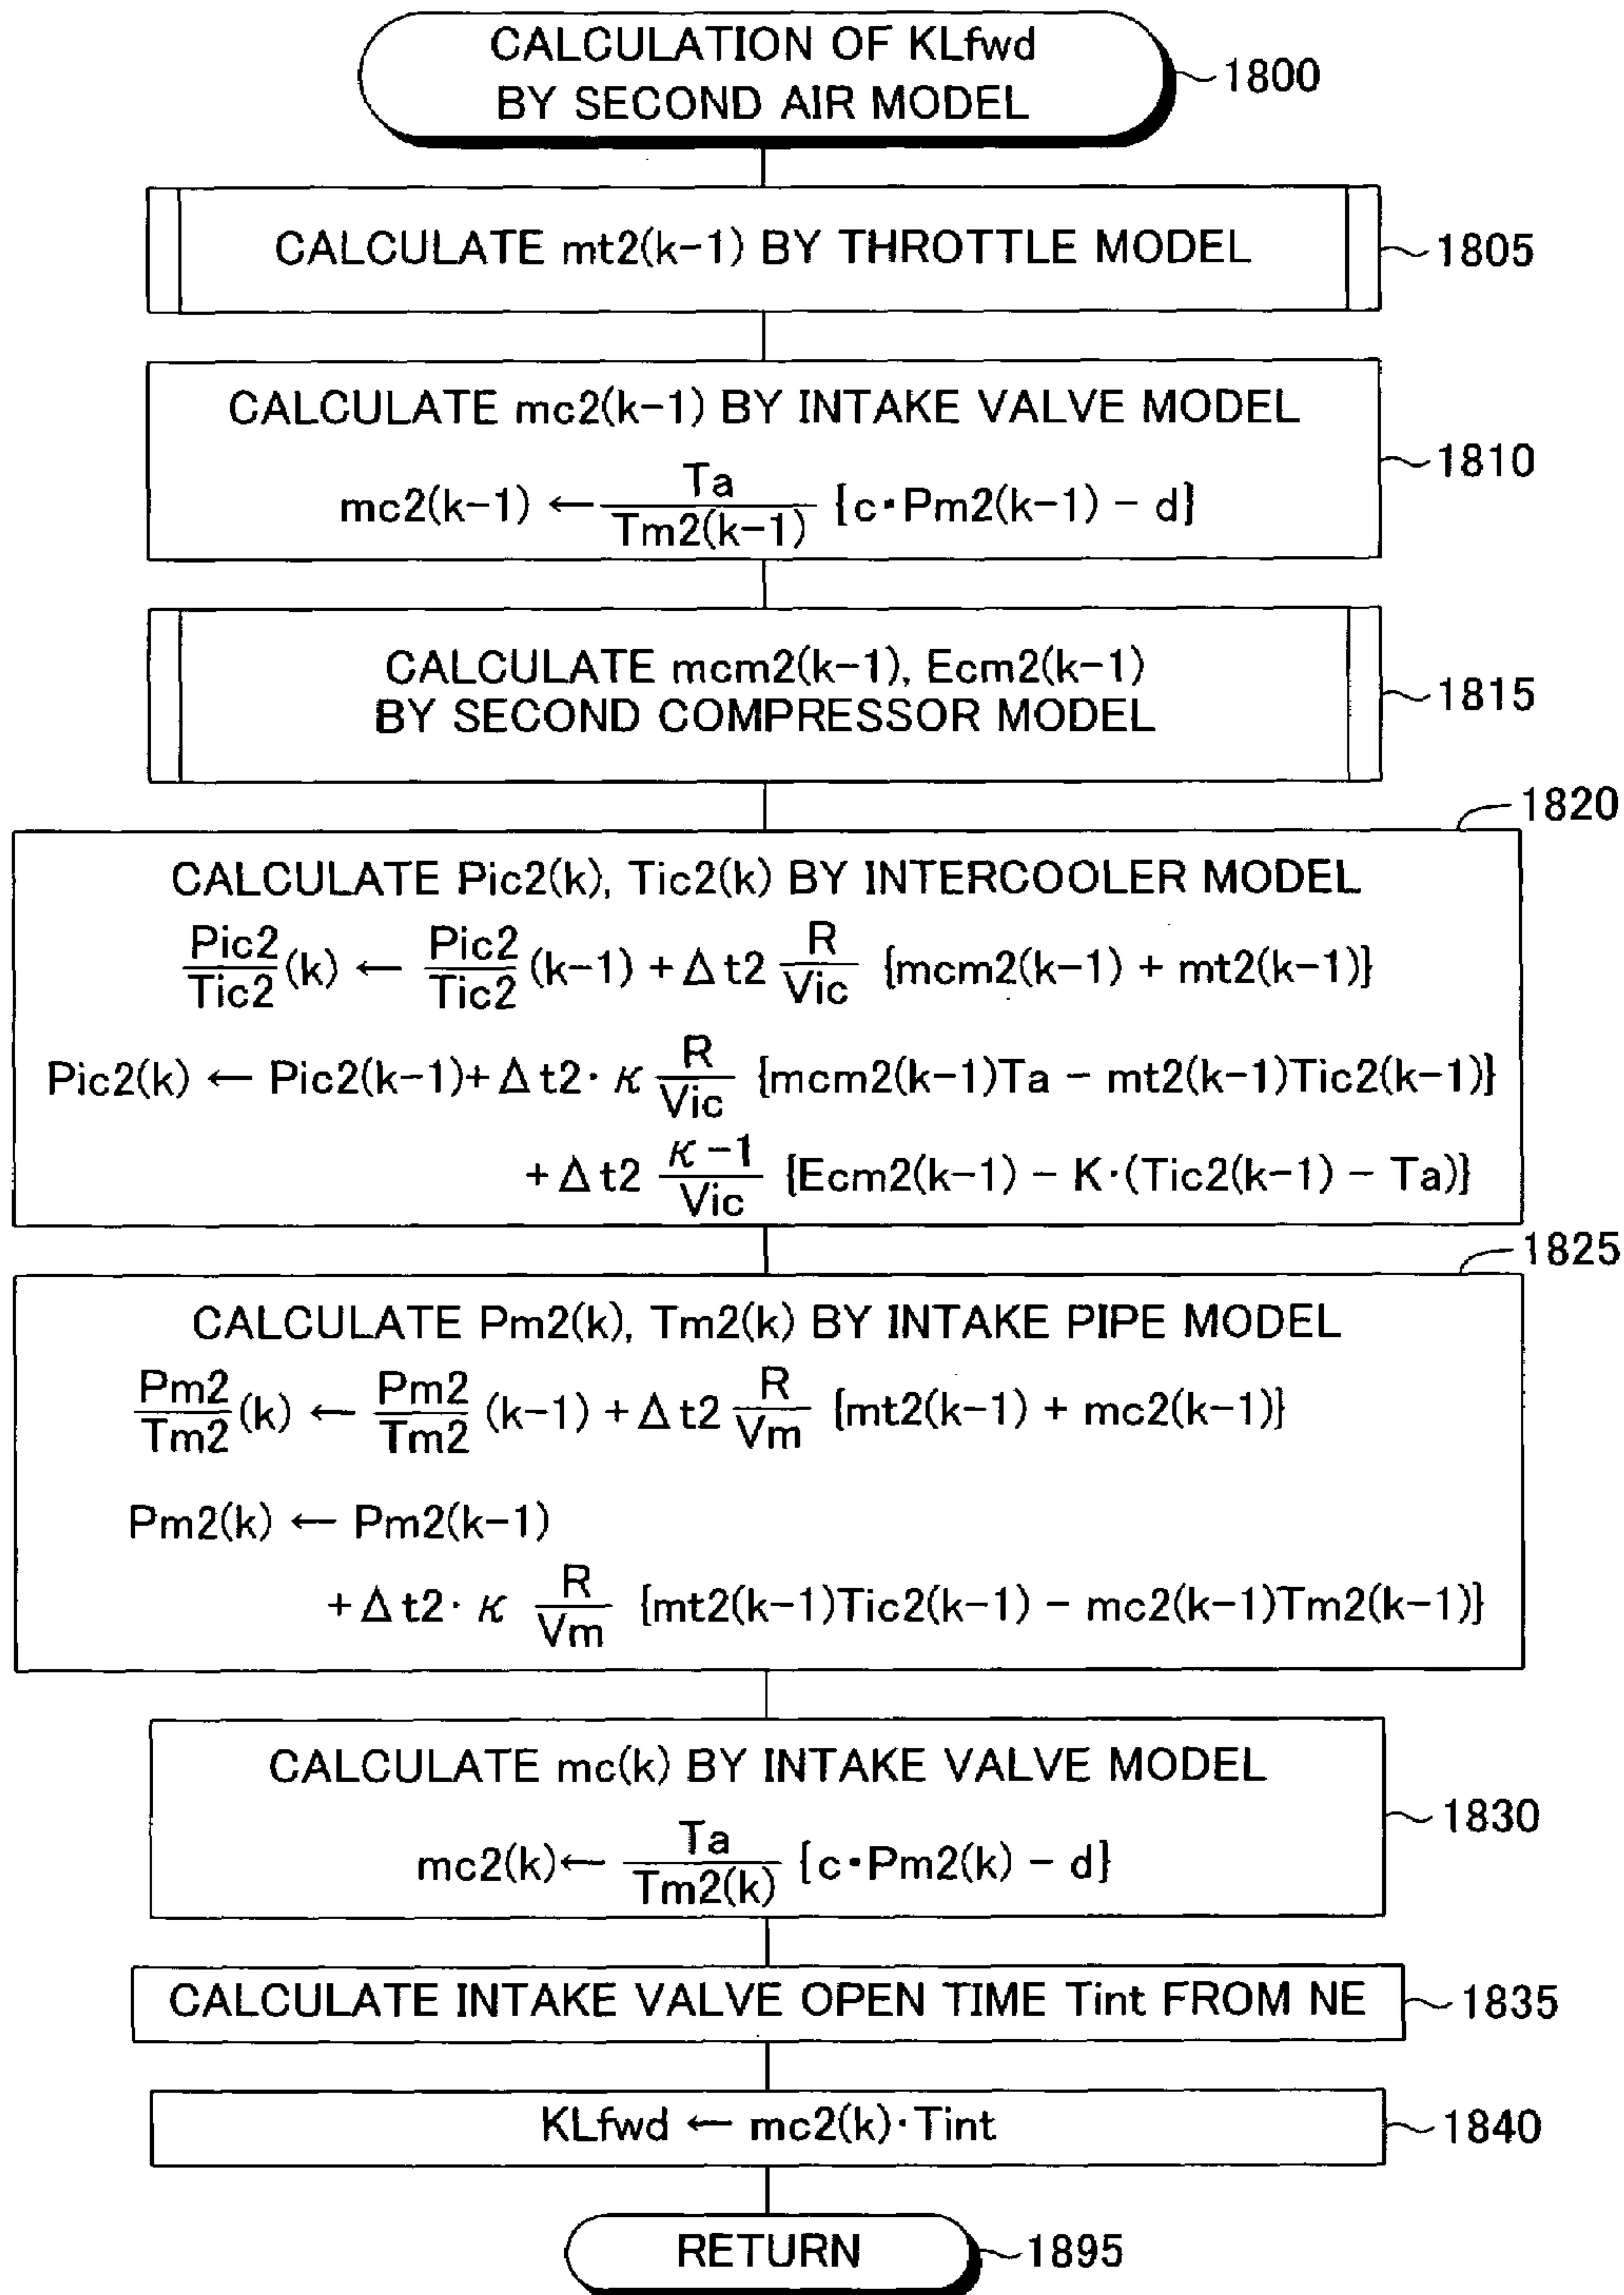 CALCULATION OF KLfwd
BY SECOND AIR MODEL
1800
CALCULATE mt2(k-1) BY THROTTLE MODEL
1805
CALCULATE mc2(k-1) BY INTAKE VALVE MODEL
mc2(k-1) ← Ta/Tm2(k-1) {c·Pm2(k-1) - d}
1810
CALCULATE mcm2(k-1), Ecm2(k-1)
BY SECOND COMPRESSOR MODEL
1815
1820
CALCULATE Pic2(k), Tic2(k) BY INTERCOOLER MODEL
Pic2/Tic2 (k) ← Pic2/Tic2 (k-1) + Δt2 R/Vic {mcm2(k-1) + mt2(k-1)}
Pic2(k) ← Pic2(k-1)+ Δt2· κ R/Vic {mcm2(k-1)Ta - mt2(k-1)Tic2(k-1)}
+ Δt2 κ-1/Vic {Ecm2(k-1) - K·(Tic2(k-1) - Ta)}
1825
CALCULATE Pm2(k), Tm2(k) BY INTAKE PIPE MODEL
Pm2/Tm2 (k) ← Pm2/Tm2 (k-1) + Δt2 R/Vm {mt2(k-1) + mc2(k-1)}
Pm2(k) ← Pm2(k-1)
+ Δt2· κ R/Vm {mt2(k-1)Tic2(k-1) - mc2(k-1)Tm2(k-1)}
CALCULATE mc(k) BY INTAKE VALVE MODEL
mc2(k)← Ta/Tm2(k) {c·Pm2(k) - d}
1830
CALCULATE INTAKE VALVE OPEN TIME Tint FROM NE
1835
KLfwd ← mc2(k)·Tint
1840
RETURN
1895